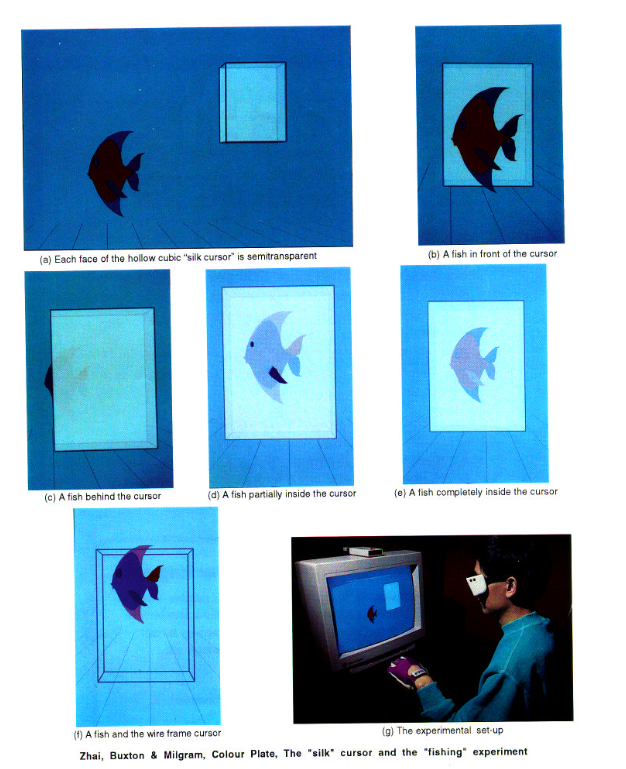 (a) Each face of the hollow cubic "silk cursor" is semitransparent
(b) A fish in front of the cursor
(c) A fish behind the cursor
(d) A fish partially inside the cursor
(e) A fish completely inside the cursor
(f) A fish and the wire frame cursor
(g) The experimental set-up
Zhai, Buxton & Milgram, Colour Plate, The "silk" cursor and the "fishing" experiment